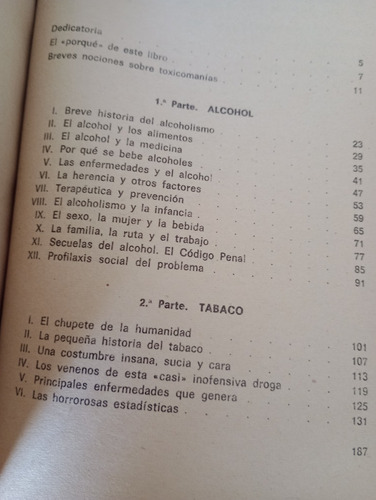 Dedicatoria 5
El «porqué» de este libro 7
Breves nociones sobre toxicomanías 11
1.ª Parte. ALCOHOL
I. Breve historia del alcoholismo 23
II. El alcohol y los alimentos 29
III. El alcohol y la medicina 35
IV. Por qué se bebe alcoholes 41
V. Las enfermedades y el alcohol 47
VI. La herencia y otros factores 53
VII. Terapéutica y prevención 59
VIII. El alcoholismo y la infancia 65
IX. El sexo, la mujer y la bebida 71
X. La familia, la ruta y el trabajo 77
XI. Secuelas del alcohol. El Código Penal 85
XII. Profilaxis social del problema 91
2.ª Parte. TABACO
I. El chupete de la humanidad 101
II. La pequeña historia del tabaco 107
III. Una costumbre insana, sucia y cara 113
IV. Los venenos de esta «casi» inofensiva droga 119
V. Principales enfermedades que genera 125
VI. Las horrorosas estadísticas 131
187